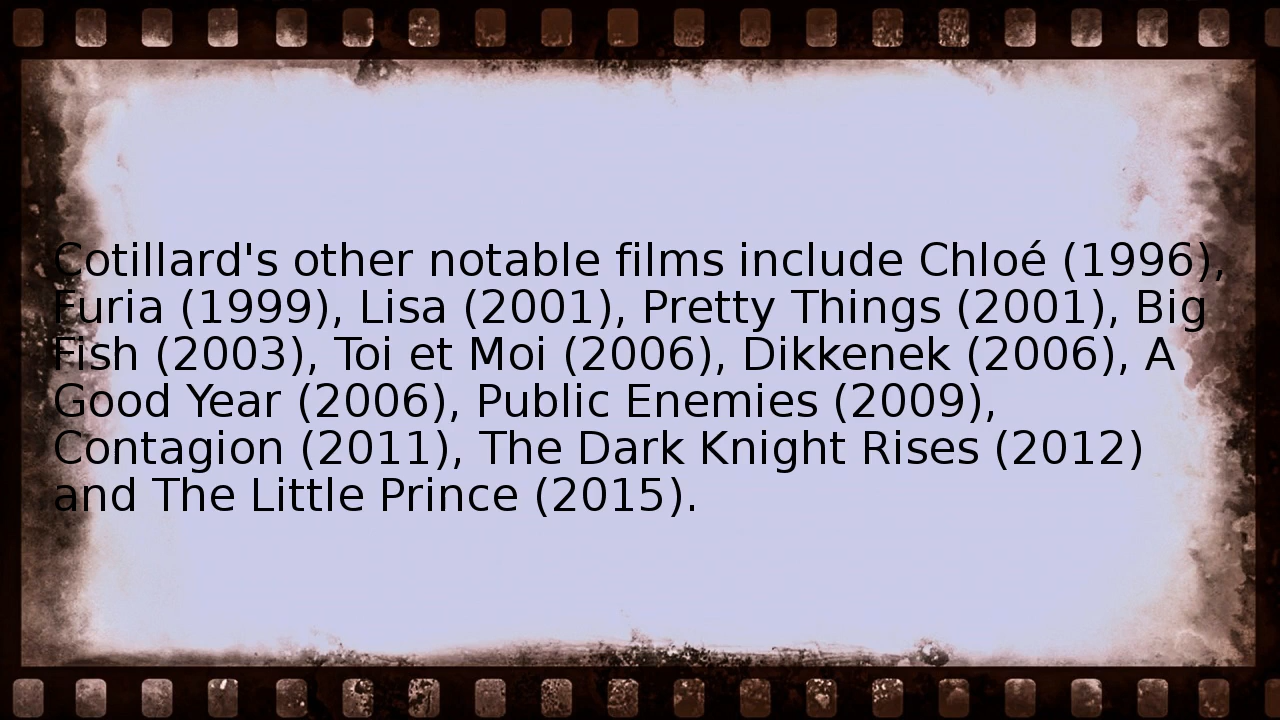 Cotillard's other notable films include Chloé (1996),
Furia (1999), Lisa (2001), Pretty Things (2001), Big
Fish (2003), Toi et Moi (2006), Dikkenek (2006), A
Good Year (2006), Public Enemies (2009),
Contagion (2011), The Dark Knight Rises (2012)
and The Little Prince (2015).